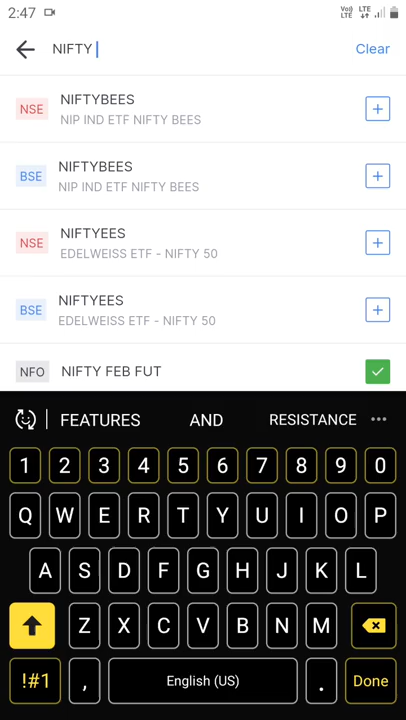 2:47 Vo) LTE LTE
NIFTY Clear
NSE NIFTYBEES
NIP IND ETF NIFTY BEES
BSE NIFTYBEES
NIP IND ETF NIFTY BEES
NSE NIFTYEES
EDELWEISS ETF - NIFTY 50
BSE NIFTYEES
EDELWEISS ETF - NIFTY 50
NFO NIFTY FEB FUT
FEATURES AND RESISTANCE
1 2 3 4 5 6 7 8 9 0
Q W E R T Y U I O P
A S D F G H J K L
Z X C V B N M
!#1 , English (US) . Done